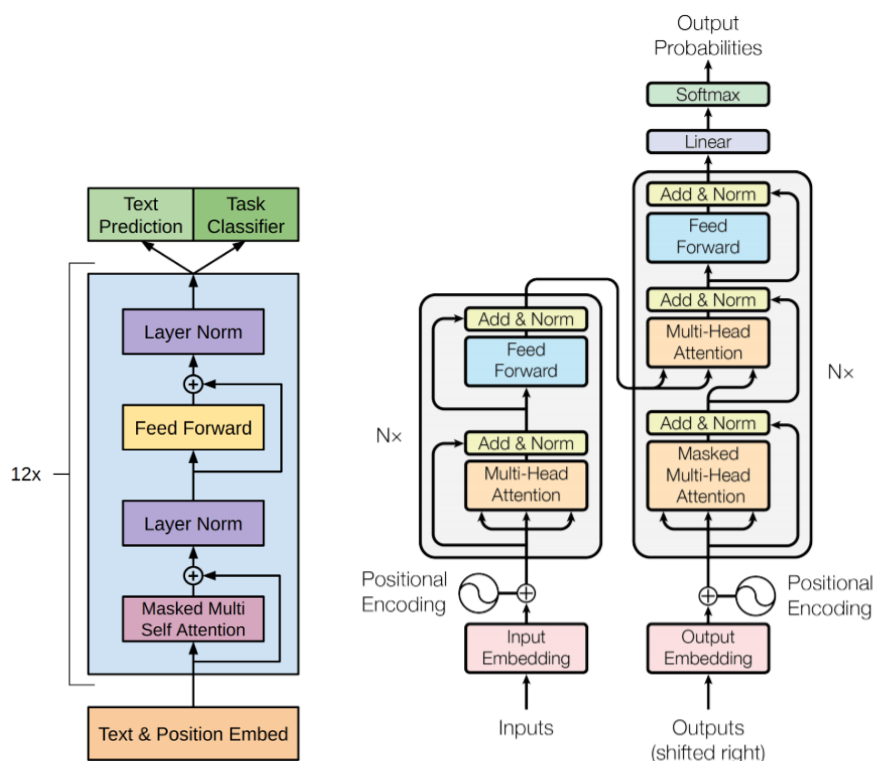 Text
Prediction
Task
Classifier
Layer Norm
Feed Forward
12x
Layer Norm
Masked Multi
Self Attention
Text & Position Embed
Output
Probabilities
Softmax
Linear
Add & Norm
Feed
Forward
Add & Norm
Multi-Head
Attention
Add & Norm
Masked
Multi-Head
Attention
Nx
Add & Norm
Feed
Forward
Nx
Add & Norm
Multi-Head
Attention
Positional
Encoding
Positional
Encoding
Input
Embedding
Output
Embedding
Inputs
Outputs
(shifted right)